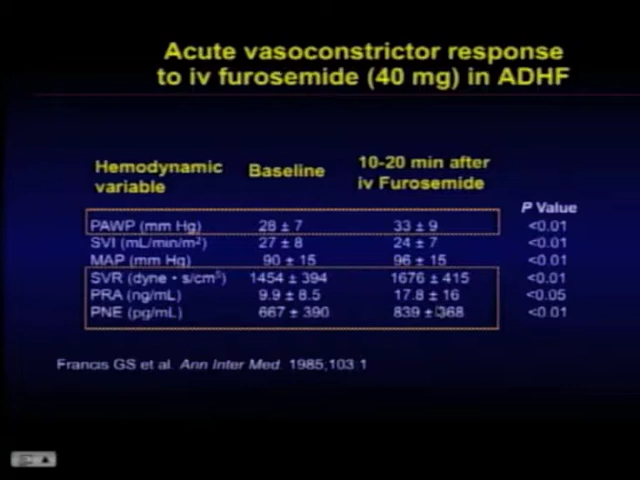 Acute vasoconstrictor response
to iv furosemide (40 mg) in ADHF
Hemodynamic variable Baseline 10-20 min after iv Furosemide P Value
PAWP (mm Hg) 28 ± 7 33 ± 9 <0.01
SVI (mL/min/m²) 27 ± 8 24 ± 7 <0.01
MAP (mm Hg) 90 ± 15 96 ± 15 <0.01
SVR (dyne • s/cm⁵) 1454 ± 394 1676 ± 415 <0.01
PRA (ng/mL) 9.9 ± 8.5 17.8 ± 16 <0.05
PNE (pg/mL) 667 ± 390 839 ± 368 <0.01
Francis GS et al. Ann Inter Med. 1985;103:1